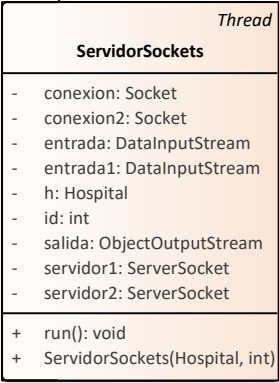 Thread
ServidorSockets
- conexion: Socket
- conexion2: Socket
- entrada: DataInputStream
- entrada1: DataInputStream
- h: Hospital
- id: int
- salida: ObjectOutputStream
- servidor1: ServerSocket
- servidor2: ServerSocket
+ run(): void
+ ServidorSockets(Hospital, int)